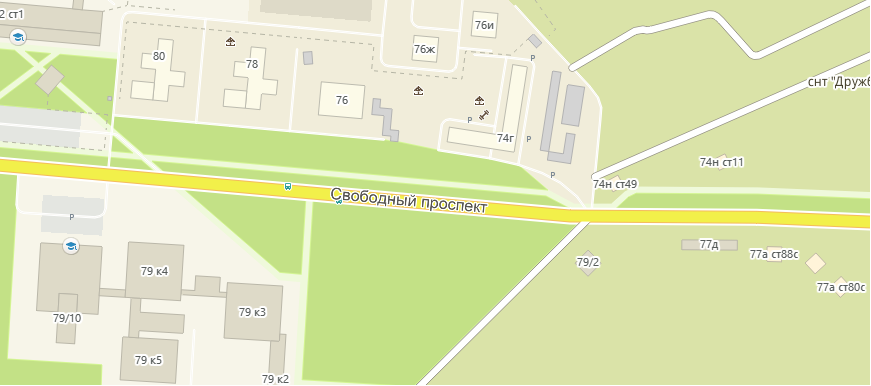 2 ст1
76и
76ж
80
78
76
Р
снт "Дружб
Р
74г
Р
74н ст11
74н ст49
Р
Свободный проспект
Р
77д
77а ст88с
79/2
79 к4
77а ст80с
79 к3
79/10
79 к5
79 к2